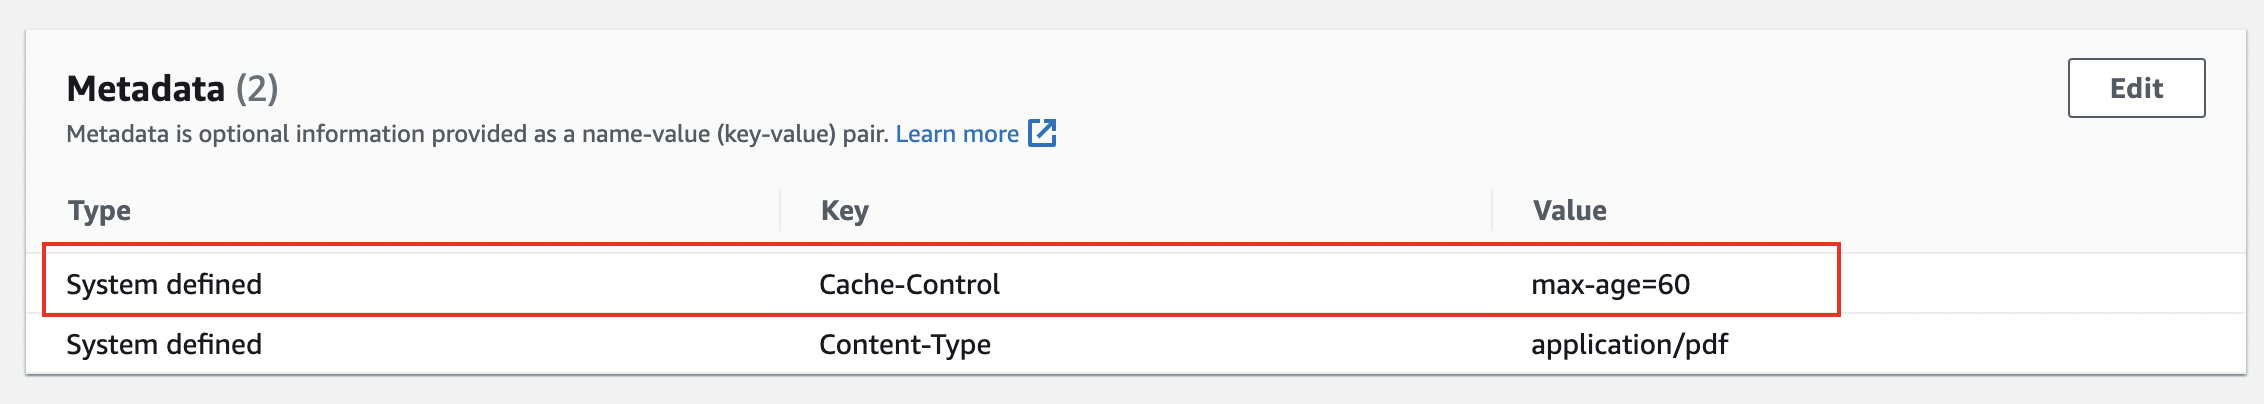 Metadata (2)
Edit
Metadata is optional information provided as a name-value (key-value) pair. Learn more
Type Key Value
System defined Cache-Control max-age=60
System defined Content-Type application/pdf